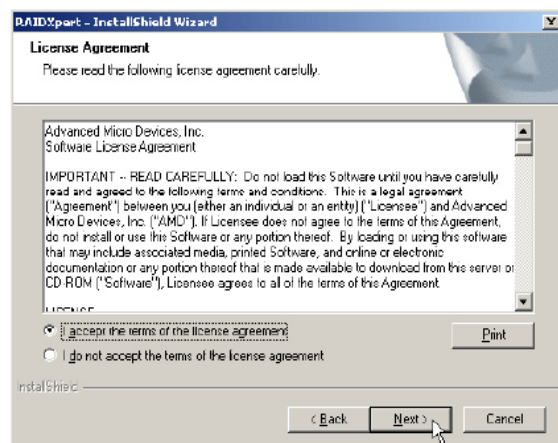 RAIDXpert - InstallShield Wizard
License Agreement
Please read the following license agreement carefully.
Advanced Micro Devices, Inc.
Software License Agreement
IMPORTANT -- READ CAREFULLY: Do not load this Software until you have carefully
read and agreed to the following terms and conditions. This is a legal agreement
("Agreement") between you (either an individual or an entity) ("Licensee") and Advanced
Micro Devices, Inc. ("AMD"). If Licensee does not agree to the terms of this Agreement,
do not install or use this Software or any portion thereof. By loading or using this software
that may include associated media, printed Software, and online or electronic
documentation or any portion thereof that is made available to download from this server or
CD-ROM ("Software"), Licensee agrees to all of the terms of this Agreement.
LICENSE
I accept the terms of the license agreement
Print
I do not accept the terms of the license agreement
InstallShield
< Back
Next >
Cancel